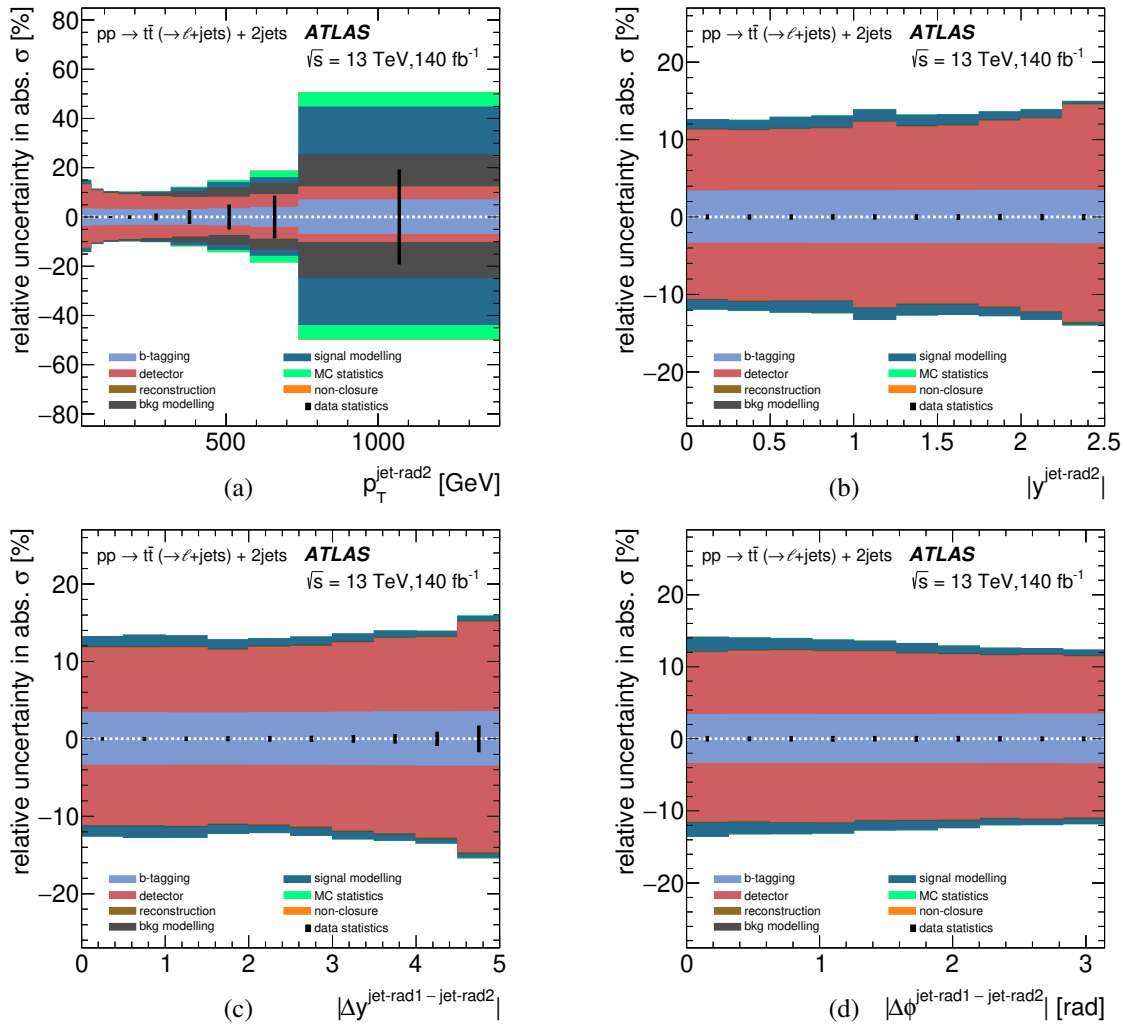 relative uncertainty in abs. σ [%]
pp → tt̄ (→ℓ+jets) + 2jets ATLAS
√s = 13 TeV,140 fb⁻¹
80
60
40
20
0
−20
−40
−60
−80
b-tagging
detector
reconstruction
bkg modelling
signal modelling
MC statistics
non-closure
data statistics
500 1000
(a) p_T^jet-rad2 [GeV]
relative uncertainty in abs. σ [%]
pp → tt̄ (→ℓ+jets) + 2jets ATLAS
√s = 13 TeV,140 fb⁻¹
20
10
0
−10
−20
b-tagging
detector
reconstruction
bkg modelling
signal modelling
MC statistics
non-closure
data statistics
0 0.5 1 1.5 2 2.5
(b) |y^jet-rad2|
relative uncertainty in abs. σ [%]
pp → tt̄ (→ℓ+jets) + 2jets ATLAS
√s = 13 TeV,140 fb⁻¹
20
10
0
−10
−20
b-tagging
detector
reconstruction
bkg modelling
signal modelling
MC statistics
non-closure
data statistics
0 1 2 3 4 5
(c) |Δy^jet-rad1 − jet-rad2|
relative uncertainty in abs. σ [%]
pp → tt̄ (→ℓ+jets) + 2jets ATLAS
√s = 13 TeV,140 fb⁻¹
20
10
0
−10
−20
b-tagging
detector
reconstruction
bkg modelling
signal modelling
MC statistics
non-closure
data statistics
0 1 2 3
(d) |Δϕ^jet-rad1 − jet-rad2| [rad]